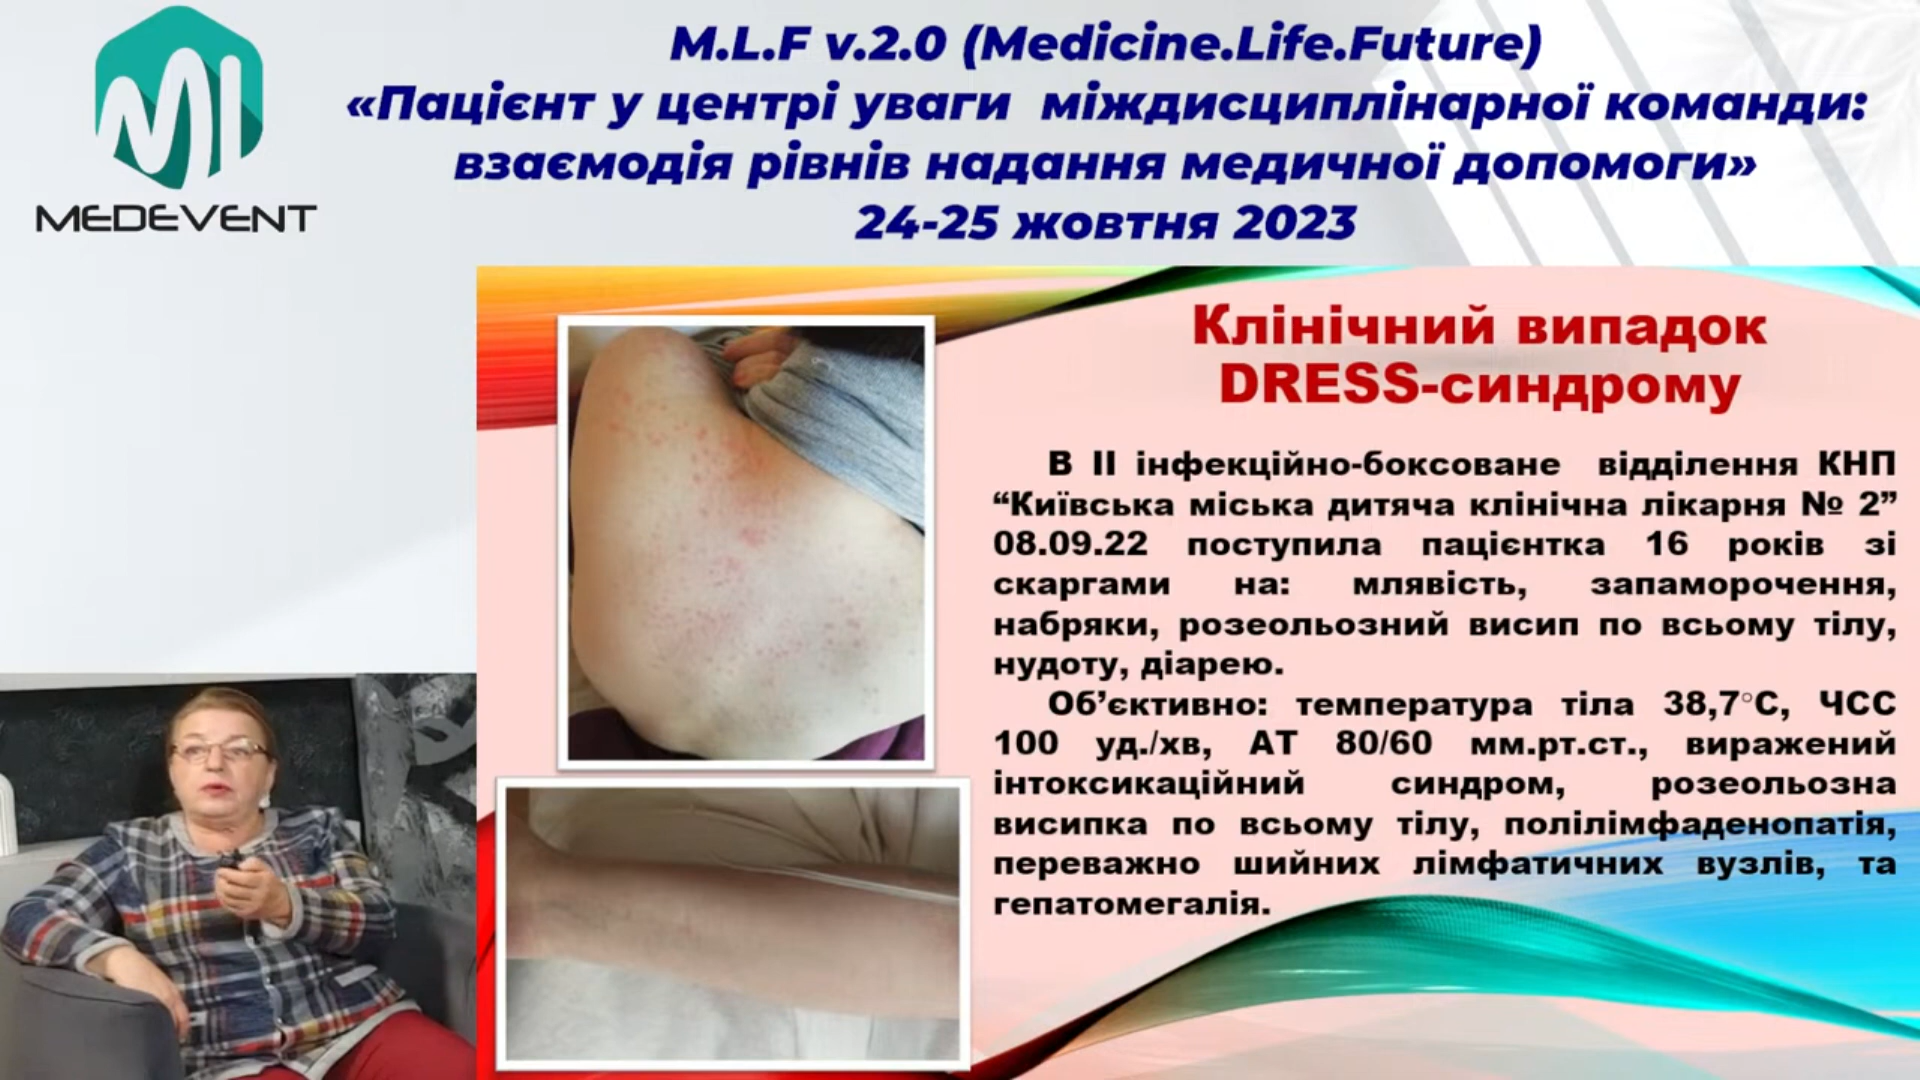 MEDEVENT
M.L.F v.2.0 (Medicine.Life.Future)
«Пацієнт у центрі уваги міждисциплінарної команди:
взаємодія рівнів надання медичної допомоги»
24-25 жовтня 2023
Клінічний випадок
DRESS-синдрому
В II інфекційно-боксоване відділення КНП
“Київська міська дитяча клінічна лікарня № 2”
08.09.22 поступила пацієнтка 16 років зі
скаргами на: млявість, запаморочення,
набряки, розеольозний висип по всьому тілу,
нудоту, діарею.
Об’єктивно: температура тіла 38,7°С, ЧСС
100 уд./хв, АТ 80/60 мм.рт.ст., виражений
інтоксикаційний синдром, розеольозна
висипка по всьому тілу, полілімфаденопатія,
переважно шийних лімфатичних вузлів, та
гепатомегалія.